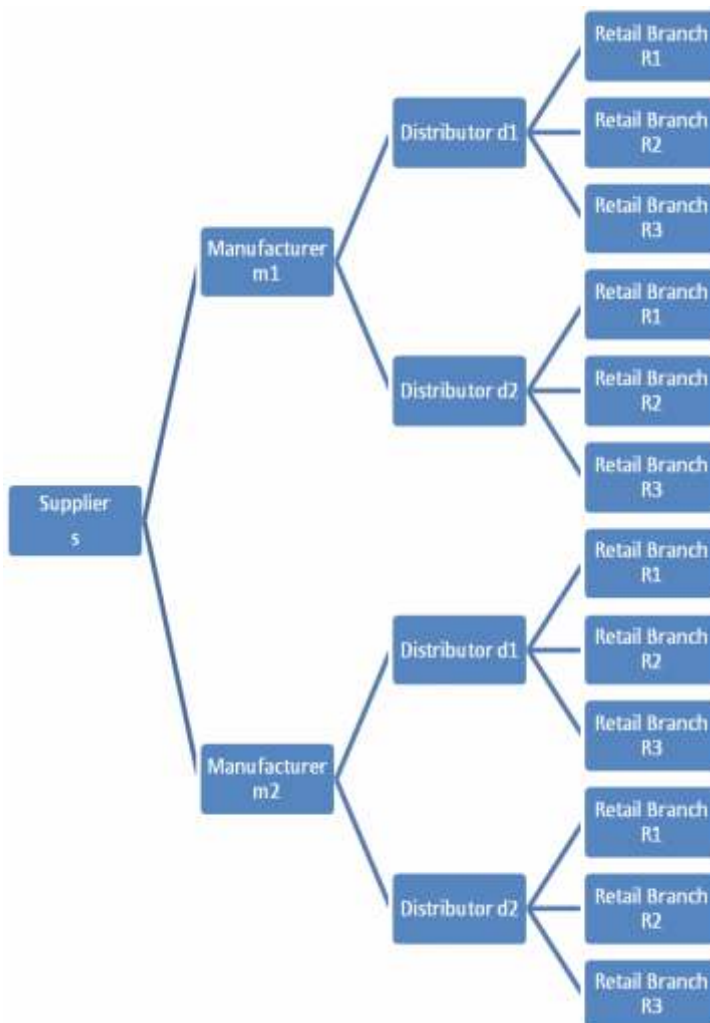 Retail Branch
R1
Distributor d1
Retail Branch
R2
Retail Branch
R3
Manufacturer
m1
Retail Branch
R1
Distributor d2
Retail Branch
R2
Retail Branch
R3
Supplier
s
Retail Branch
R1
Distributor d1
Retail Branch
R2
Retail Branch
R3
Manufacturer
m2
Retail Branch
R1
Distributor d2
Retail Branch
R2
Retail Branch
R3